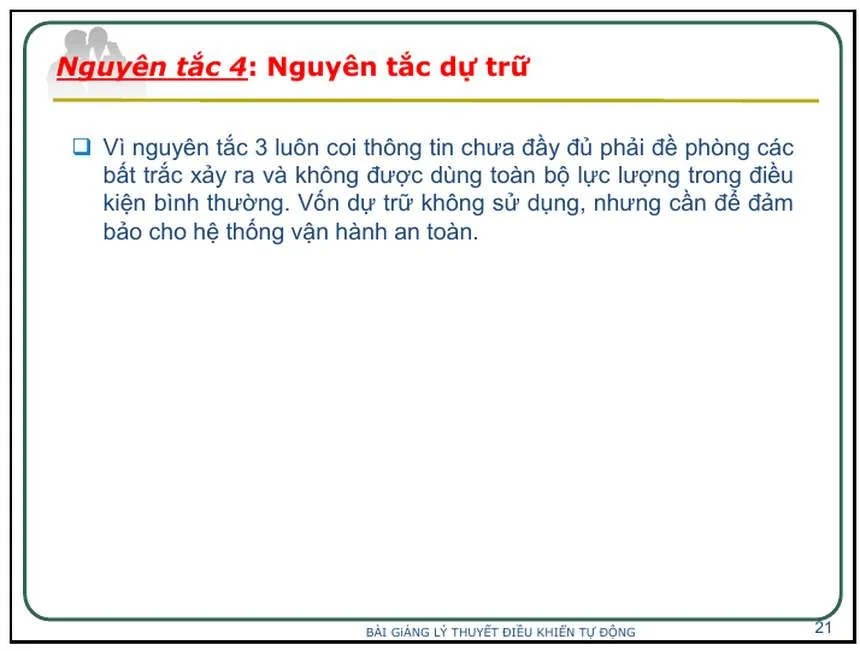 Nguyên tắc 4: Nguyên tắc dự trữ
Vì nguyên tắc 3 luôn coi thông tin chưa đầy đủ phải đề phòng các
bất trắc xảy ra và không được dùng toàn bộ lực lượng trong điều
kiện bình thường. Vốn dự trữ không sử dụng, nhưng cần để đảm
bảo cho hệ thống vận hành an toàn.
BÀI GiẢNG LÝ THUYẾT ĐIỀU KHIỂN TỰ ĐỘNG
21